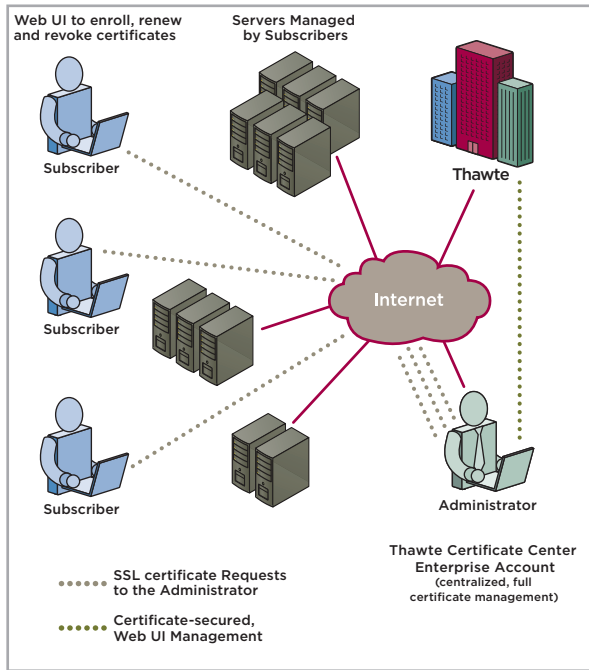 Web UI to enroll, renew
and revoke certificates
Servers Managed
by Subscribers
Subscriber
Thawte
Subscriber
Internet
Subscriber
Administrator
Thawte Certificate Center
Enterprise Account
(centralized, full
certificate management)
SSL certificate Requests
to the Administrator
Certificate-secured,
Web UI Management